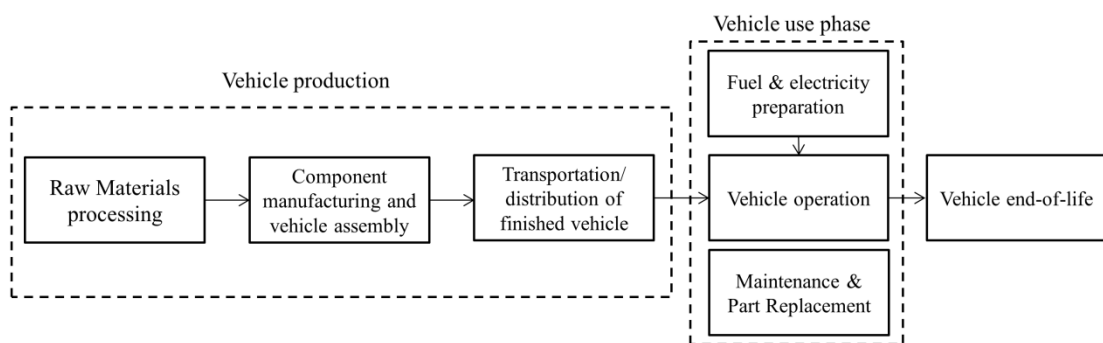 Vehicle use phase
Vehicle production
Fuel & electricity
preparation
Raw Materials
processing
Component
manufacturing and
vehicle assembly
Transportation/
distribution of
finished vehicle
Vehicle operation
Vehicle end-of-life
Maintenance &
Part Replacement